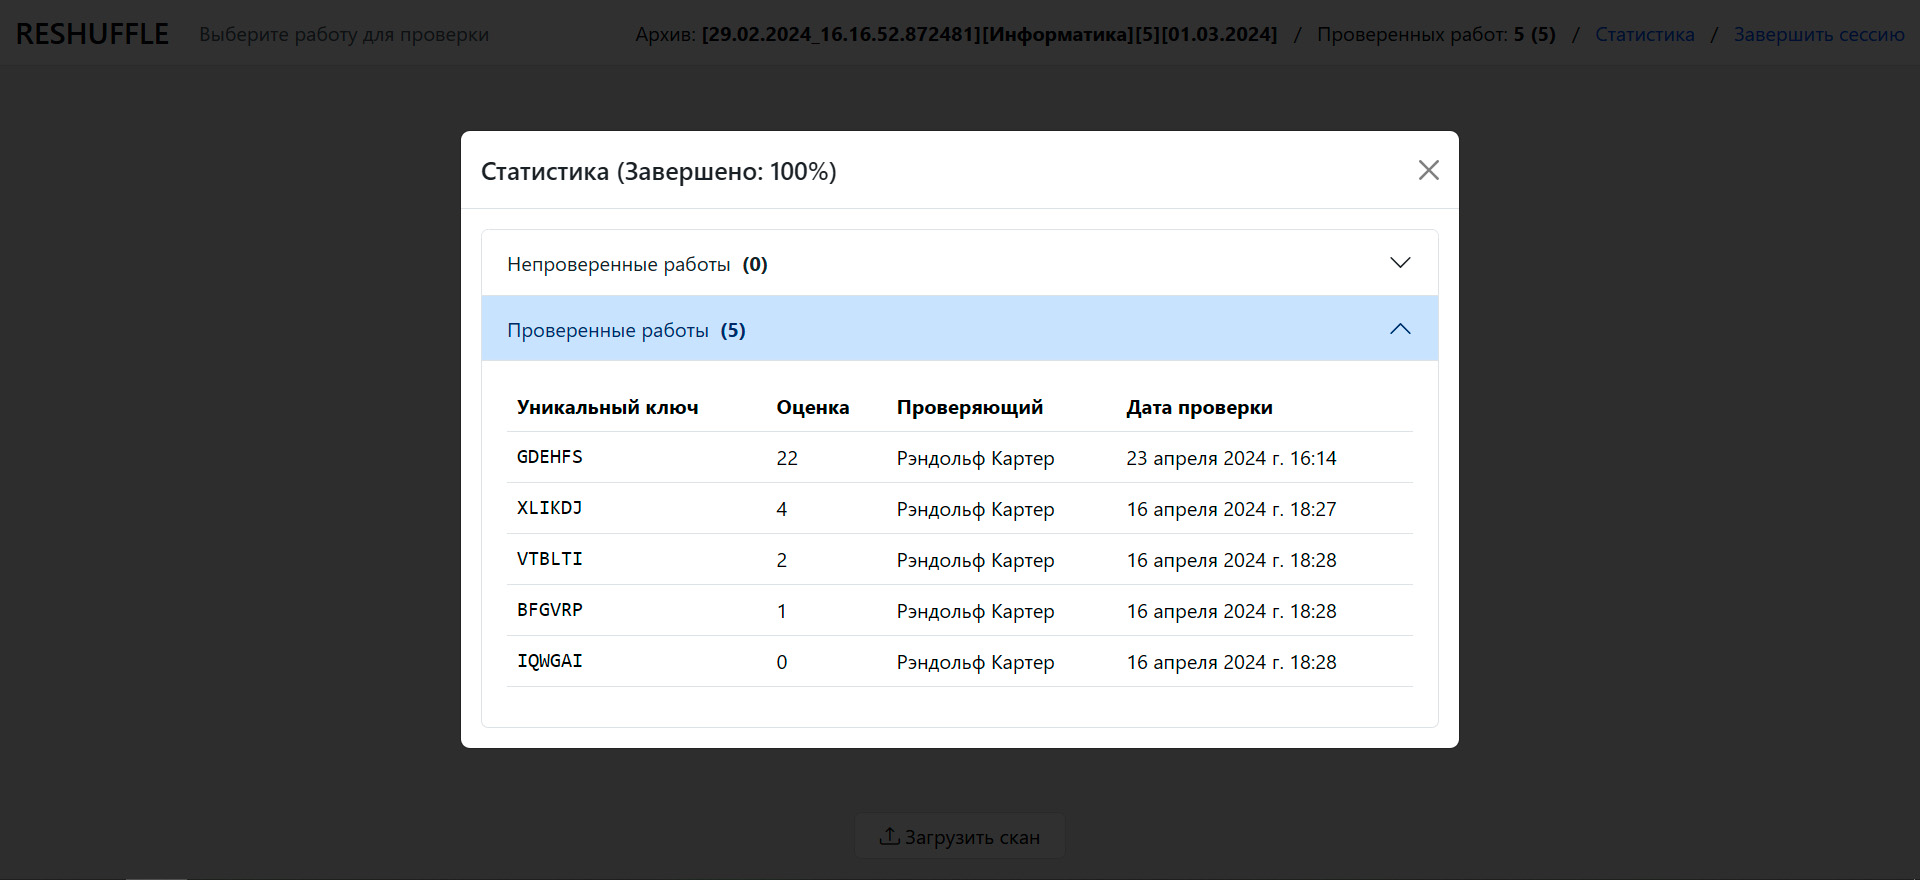 RESHUFFLE Выберите работу для проверки Архив: [29.02.2024_16.16.52.872481][Информатика][5][01.03.2024] / Проверенных работ: 5 (5) / Статистика / Завершить сессию
Статистика (Завершено: 100%)
Непроверенные работы (0)
Проверенные работы (5)
Уникальный ключ Оценка Проверяющий Дата проверки
GDEHFS 22 Рэндольф Картер 23 апреля 2024 г. 16:14
XLIKDJ 4 Рэндольф Картер 16 апреля 2024 г. 18:27
VTBLTI 2 Рэндольф Картер 16 апреля 2024 г. 18:28
BFGVRP 1 Рэндольф Картер 16 апреля 2024 г. 18:28
IQWGAI 0 Рэндольф Картер 16 апреля 2024 г. 18:28
Загрузить скан